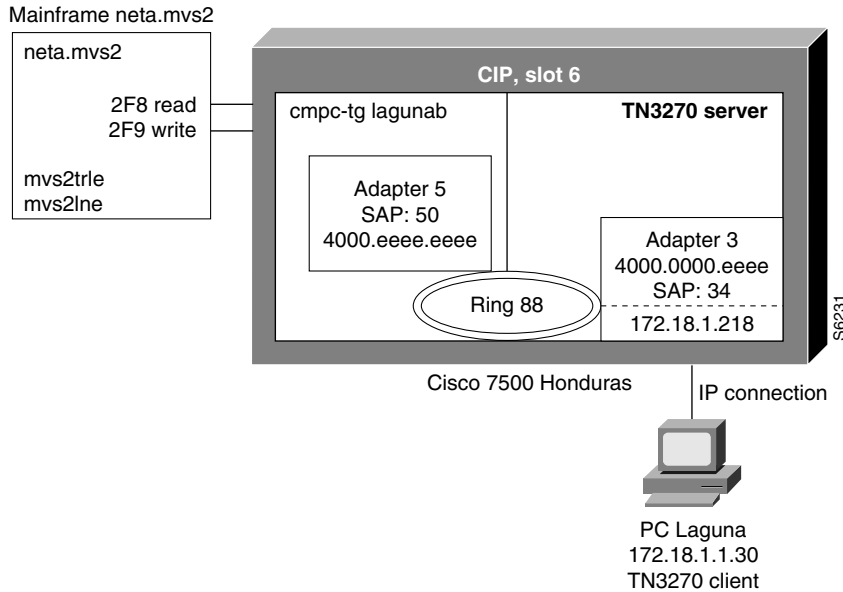 Mainframe neta.mvs2
neta.mvs2
2F8 read
2F9 write
mvs2trle
mvs2lne
CIP, slot 6
cmpc-tg lagunab
TN3270 server
Adapter 5
SAP: 50
4000.eeee.eeee
Adapter 3
4000.0000.eeee
SAP: 34
172.18.1.218
Ring 88
S6231
Cisco 7500 Honduras
IP connection
PC Laguna
172.18.1.1.30
TN3270 client